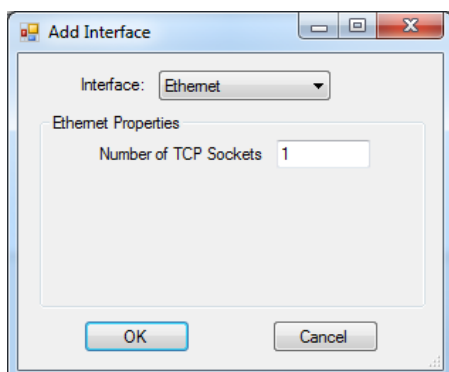 Add Interface
Interface: Ethernet
Ethernet Properties
Number of TCP Sockets 1
OK Cancel